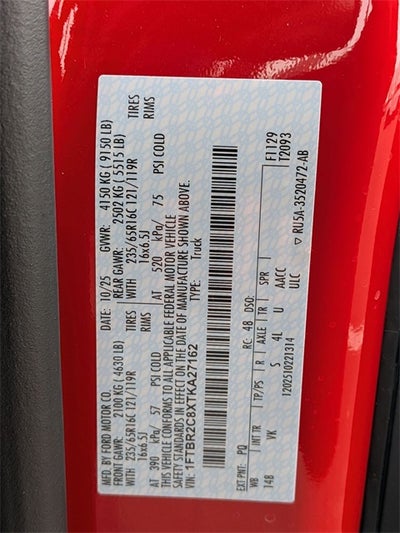 MFD. BY FORD MOTOR CO.
DATE: 10/25 GVWR: 4150 KG ( 9150 LB)
FRONT GAWR: 2100 KG ( 4630 LB) REAR GAWR: 2502 KG ( 5515 LB)
WITH 235/65R16C 121/119R TIRES WITH 235/65R16C 121/119R TIRES
16x6.5J RIMS 16x6.5J RIMS
AT 390 kPa/ 57 PSI COLD AT 520 kPa/ 75 PSI COLD
THIS VEHICLE CONFORMS TO ALL APPLICABLE FEDERAL MOTOR VEHICLE
SAFETY STANDARDS IN EFFECT ON THE DATE OF MANUFACTURE SHOWN ABOVE.
VIN: 1FTBR2CBXTKA27162 TYPE: Truck
F1129
T2093
EXT PNT: PQ RC: 48 DSO:
WB INT TR TP/PS R AXLE TR SPR
148 VK S 4L U AACC
ULC
1202510221314 ▽ RU5A-3520472-AB